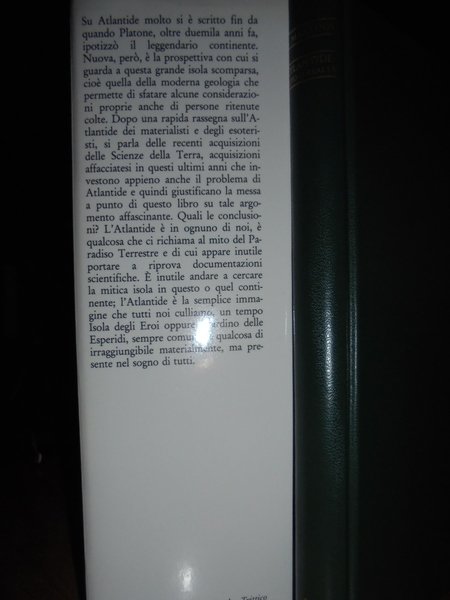 Su Atlantide molto si è scritto fin da
quando Platone, oltre duemila anni fa,
ipotizzò il leggendario continente.
Nuova, però, è la prospettiva con cui si
guarda a questa grande isola scomparsa,
cioè quella della moderna geologia che
permette di sfatare alcune considerazio-
ni proprie anche di persone ritenute
colte. Dopo una rapida rassegna sull'A-
tlantide dei materialisti e degli esoteri-
sti, si parla delle recenti acquisizioni
delle Scienze della Terra, acquisizioni
affacciatesi in questi ultimi anni che in-
vestono appieno anche il problema di
Atlantide e quindi giustificano la messa
a punto di questo libro su tale argo-
mento affascinante. Quali le conclusio-
ni? L'Atlantide è in ognuno di noi, è
qualcosa che ci richiama al mito del Pa-
radiso Terrestre e di cui appare inutile
portare a riprova documentazioni
scientifiche. È inutile andare a cercare
la mitica isola in questo o quel conti-
nente; l'Atlantide è la semplice imma-
gine che tutti noi culliamo, un tempo
Isola degli Eroi oppure Giardino delle
Esperidi, sempre comunque qualcosa di
irraggiungibile materialmente, ma pre-
sente nel sogno di tutti.